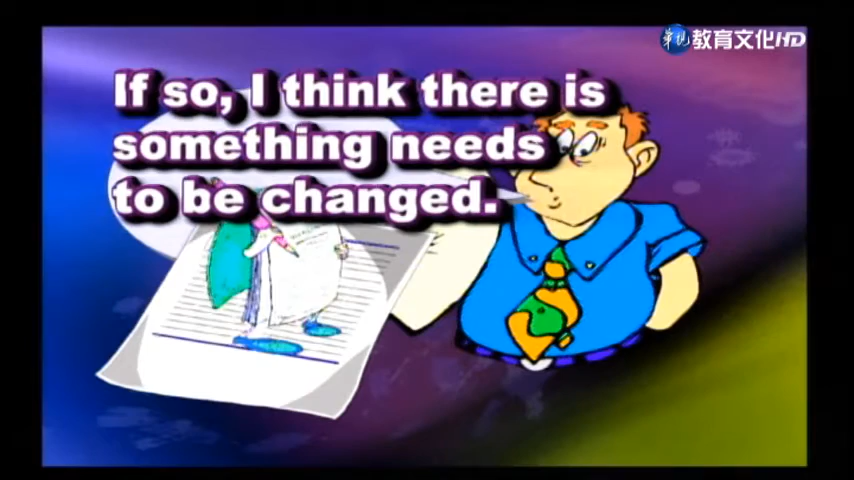 華視教育文化HD
If so, I think there is
something needs
to be changed.